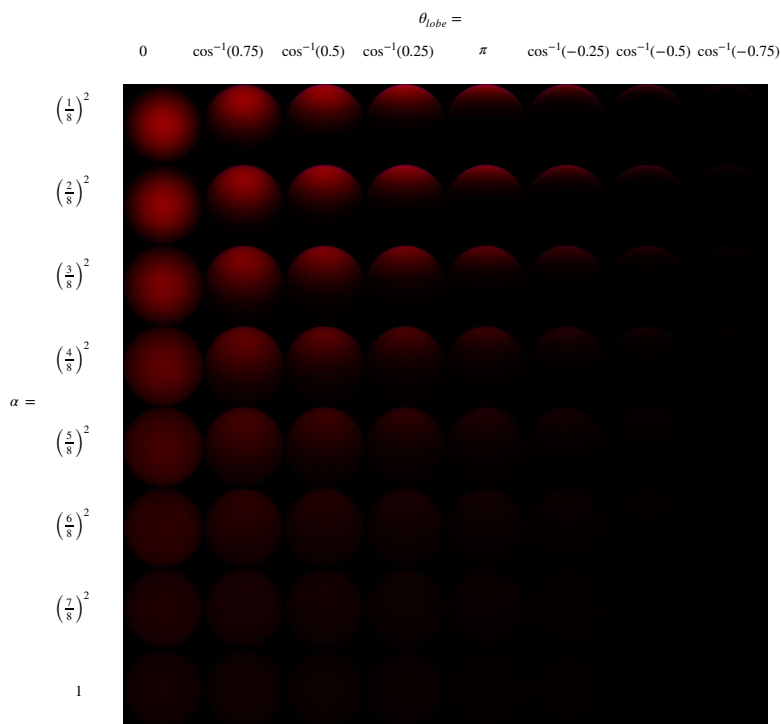 θ_lobe =
0 cos⁻¹(0.75) cos⁻¹(0.5) cos⁻¹(0.25) π cos⁻¹(−0.25) cos⁻¹(−0.5) cos⁻¹(−0.75)
(1/8)²
(2/8)²
(3/8)²
(4/8)²
α =
(5/8)²
(6/8)²
(7/8)²
1